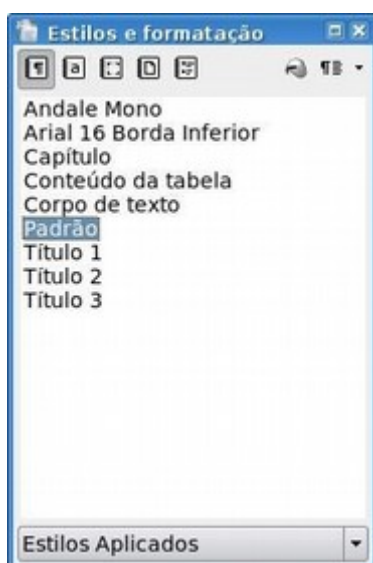 Estilos e formatação
Andale Mono
Arial 16 Borda Inferior
Capítulo
Conteúdo da tabela
Corpo de texto
Padrão
Título 1
Título 2
Título 3
Estilos Aplicados